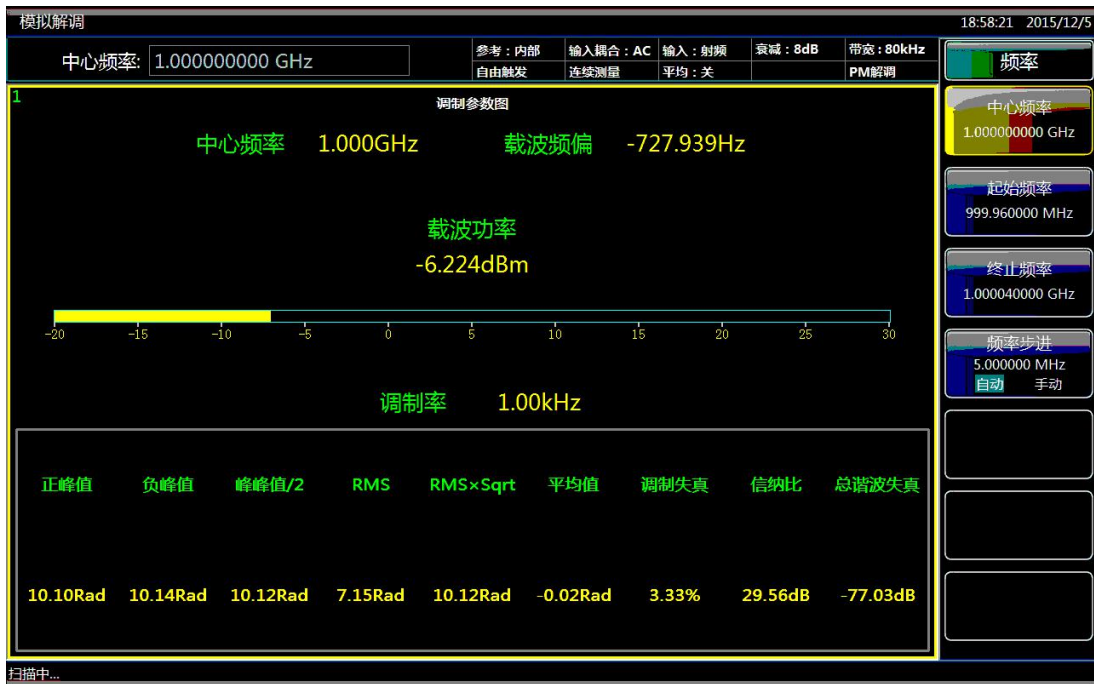 模拟解调
18:58:21 2015/12/5
中心频率: 1.000000000 GHz
参考：内部 输入耦合：AC 输入：射频 衰减：8dB 带宽：80kHz
自由触发 连续测量 平均：关 PM解调
频率
1
调制参数图
中心频率 1.000GHz 载波频偏 -727.939Hz
载波功率
-6.224dBm
-20 -15 -10 -5 0 5 10 15 20 25 30
调制率 1.00kHz
正峰值 负峰值 峰峰值/2 RMS RMS×Sqrt 平均值 调制失真 信纳比 总谐波失真
10.10Rad 10.14Rad 10.12Rad 7.15Rad 10.12Rad -0.02Rad 3.33% 29.56dB -77.03dB
中心频率
1.000000000 GHz
起始频率
999.960000 MHz
终止频率
1.000040000 GHz
频率步进
5.000000 MHz
自动 手动
扫描中...